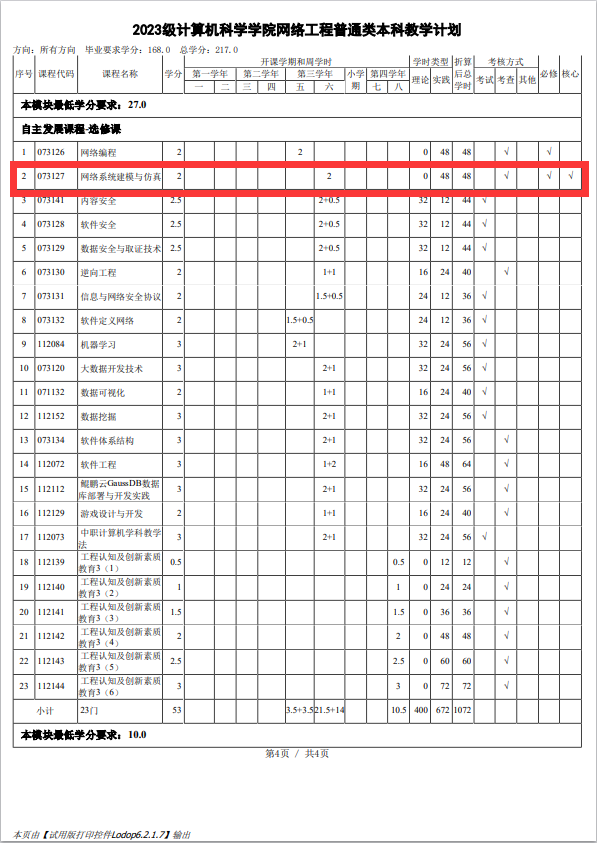 2023级计算机科学学院网络工程普通类本科教学计划
方向：所有方向 毕业要求学分：168.0 总学分：217.0
序号 课程代码 课程名称 学分 开课学期和周学时 学时类型 折算后总学时 考核方式 必修 核心
第一学年 第二学年 第三学年 小学期 第四学年 理论 实践 考试 考查 其他
一 二 三 四 五 六 七 八
本模块最低学分要求：27.0
自主发展课程-选修课
1 073126 网络编程 2 2 0 48 48 √ √
2 073127 网络系统建模与仿真 2 2 0 48 48 √ √ √
3 073141 内容安全 2.5 2+0.5 32 12 44 √
4 073128 软件安全 2.5 2+0.5 32 12 44 √
5 073129 数据安全与取证技术 2.5 2+0.5 32 12 44 √
6 073130 逆向工程 2 1+1 16 24 40 √
7 073131 信息与网络安全协议 2 1.5+0.5 24 12 36 √
8 073132 软件定义网络 2 1.5+0.5 24 12 36 √
9 112084 机器学习 3 2+1 32 24 56 √
10 073120 大数据开发技术 3 2+1 32 24 56 √
11 071132 数据可视化 2 1+1 16 24 40 √
12 112152 数据挖掘 3 2+1 32 24 56 √
13 073134 软件体系结构 3 2+1 32 24 56 √
14 112072 软件工程 3 1+2 16 48 64 √
15 112112 鲲鹏云GaussDB数据库部署与开发实践 3 2+1 32 24 56 √
16 112129 游戏设计与开发 2 1+1 16 24 40 √
17 112073 中职计算机学科教学法 3 2+1 32 24 56 √
18 112139 工程认知及创新素质教育3（1） 0.5 0.5 0 12 12 √
19 112140 工程认知及创新素质教育3（2） 1 1 0 24 24 √
20 112141 工程认知及创新素质教育3（3） 1.5 1.5 0 36 36 √
21 112142 工程认知及创新素质教育3（4） 2 2 0 48 48 √
22 112143 工程认知及创新素质教育3（5） 2.5 2.5 0 60 60 √
23 112144 工程认知及创新素质教育3（6） 3 3 0 72 72 √
小计 23门 53 3.5+3.5 21.5+14 10.5 400 672 1072
本模块最低学分要求：10.0
第4页 / 共4页
本页由【试用版打印控件Lodop6.2.1.7】输出